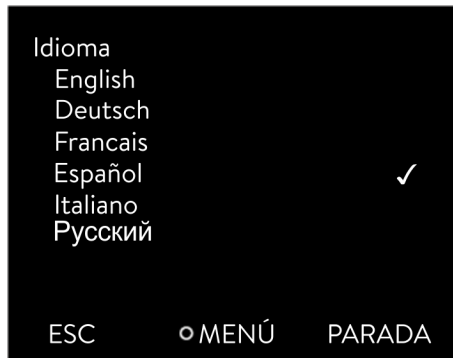 Idioma
English
Deutsch
Francais
Español ✓
Italiano
Русский
ESC MENÚ PARADA